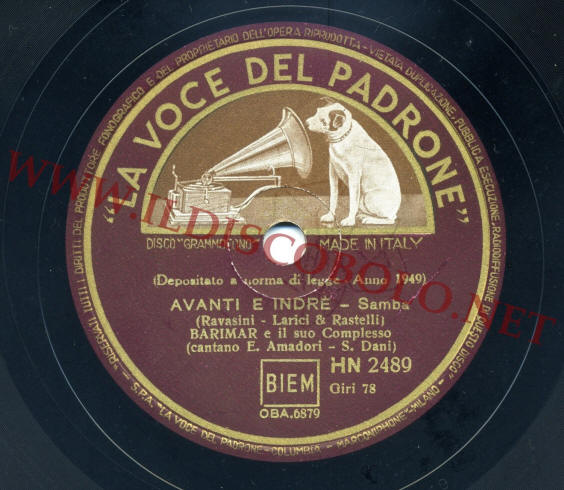 RISERVATI TUTTI I DIRITTI DEL PRODUTTORE FONOGRAFICO E DEL PROPRIETARIO DELL'OPERA RIPRODOTTA - VIETATA DUPLICAZIONE, PUBBLICA ESECUZIONE, RADIODIFFUSIONE DI QUESTO DISCO
"LA VOCE DEL PADRONE"
WWW.ILDISCOBOLO.NET
DISCO "GRAMMOFONO" MADE IN ITALY
(Depositato a norma di legge - Anno 1949)
AVANTI E INDRÈ - Samba
(Ravasini - Larici & Rastelli)
BARIMAR e il suo Complesso
(cantano E. Amadori - S. Dani)
BIEM HN 2489
Giri 78
OBA.6879
S.P.A. "LA VOCE DEL PADRONE - COLUMBIA - MARCONIPHONE" - MILANO -